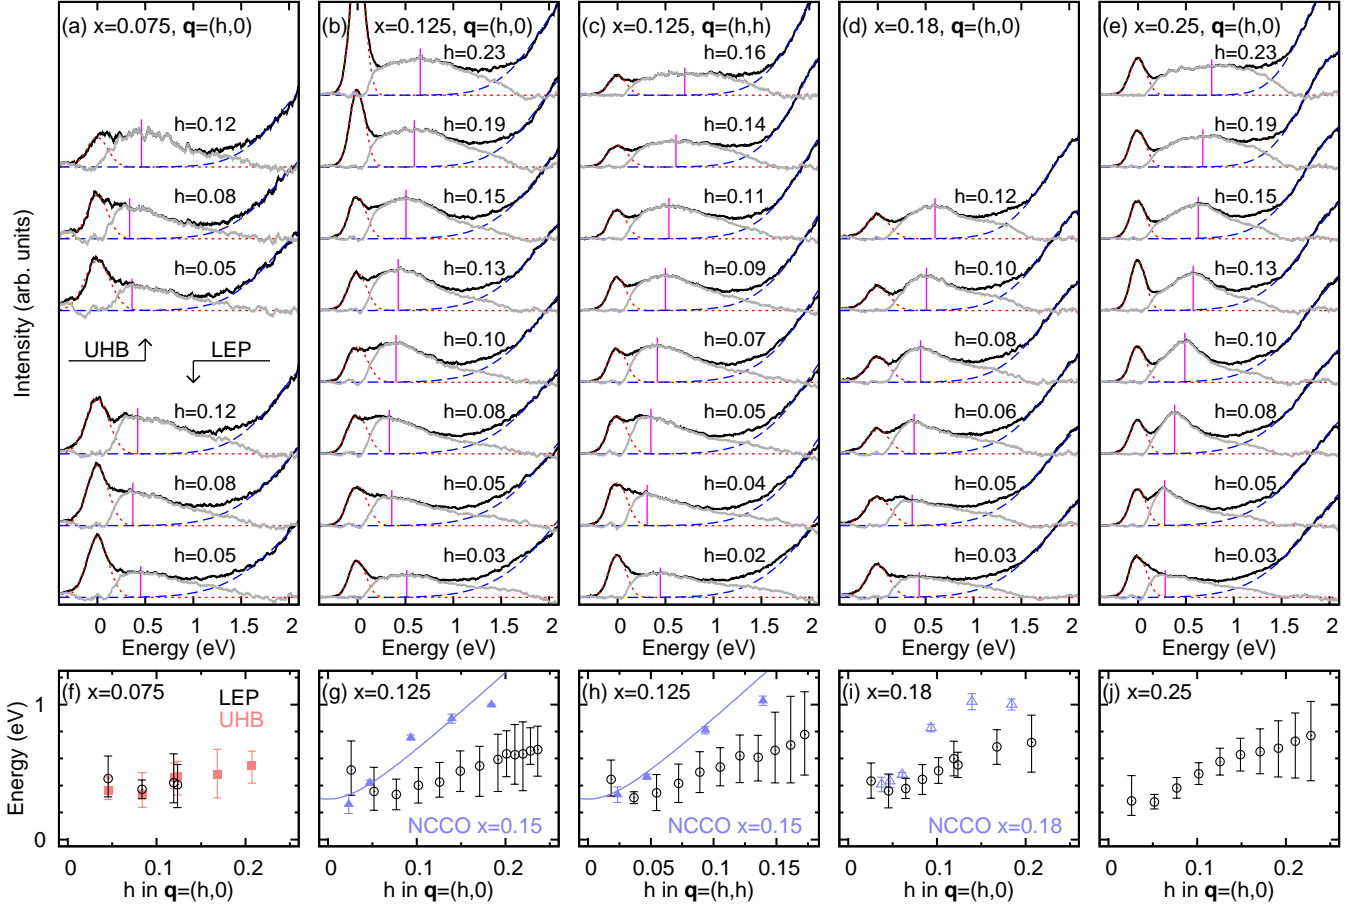 (a) x=0.075, q=(h,0)
h=0.12
h=0.08
h=0.05
UHB
LEP
h=0.12
h=0.08
h=0.05
0 0.5 1 1.5 2
Energy (eV)
Intensity (arb. units)
(b) x=0.125, q=(h,0)
h=0.23
h=0.19
h=0.15
h=0.13
h=0.10
h=0.08
h=0.05
h=0.03
0 0.5 1 1.5 2
Energy (eV)
(c) x=0.125, q=(h,h)
h=0.16
h=0.14
h=0.11
h=0.09
h=0.07
h=0.05
h=0.04
h=0.02
0 0.5 1 1.5 2
Energy (eV)
(d) x=0.18, q=(h,0)
h=0.12
h=0.10
h=0.08
h=0.06
h=0.05
h=0.03
0 0.5 1 1.5 2
Energy (eV)
(e) x=0.25, q=(h,0)
h=0.23
h=0.19
h=0.15
h=0.13
h=0.10
h=0.08
h=0.05
h=0.03
0 0.5 1 1.5 2
Energy (eV)
(f) x=0.075
LEP
UHB
1
0
Energy (eV)
0 0.1 0.2
h in q=(h,0)
(g) x=0.125
NCCO x=0.15
0 0.1 0.2
h in q=(h,0)
(h) x=0.125
NCCO x=0.15
0 0.05 0.1 0.15
h in q=(h,h)
(i) x=0.18
NCCO x=0.18
0 0.1 0.2
h in q=(h,0)
(j) x=0.25
0 0.1 0.2
h in q=(h,0)